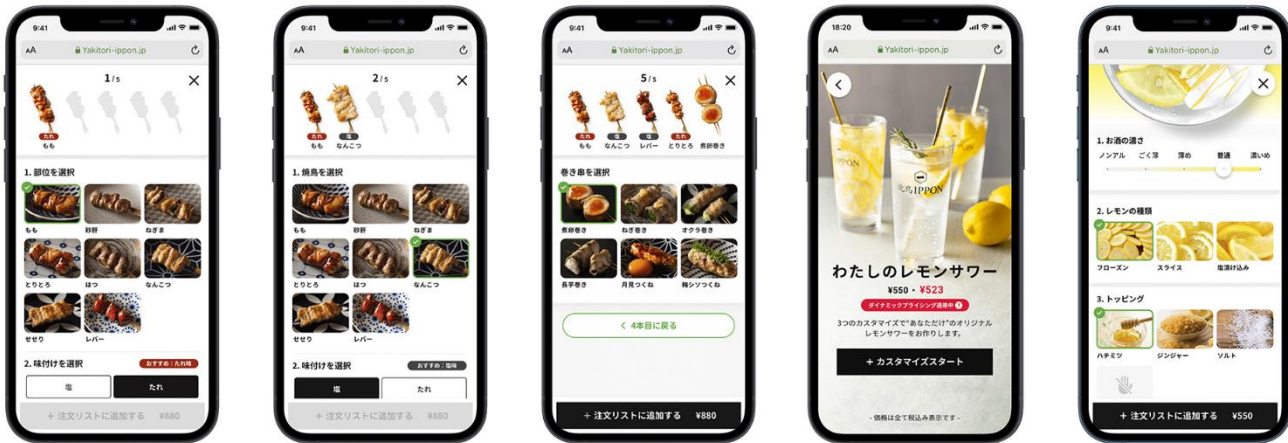 9:41
AA Yakitori-ippon.jp
1/5
たれ
もも
1. 部位を選択
もも 砂肝 ねぎま
とりとろ はつ なんこつ
せせり レバー
2. 味付けを選択 おすすめ：たれ味
塩 たれ
+ 注文リストに追加する ¥880
9:41
AA Yakitori-ippon.jp
2/5
たれ 塩
もも なんこつ
1. 焼鳥を選択
もも 砂肝 ねぎま
とりとろ はつ なんこつ
せせり レバー
2. 味付けを選択 おすすめ：塩味
塩 たれ
+ 注文リストに追加する ¥880
9:41
AA Yakitori-ippon.jp
5/5
たれ 塩 塩 たれ
もも なんこつ レバー とりとろ 煮卵巻き
巻き串を選択
煮卵巻き ねぎ巻き オクラ巻き
長芋巻き 月見つくね 梅シソつくね
< 4本目に戻る
+ 注文リストに追加する ¥880
18:20
AA Yakitori-ippon.jp
IPPON
焼鳥IPPON
わたしのレモンサワー
¥550・¥523
ダイナミックプライシング適用中 ?
3つのカスタマイズで“あなただけ”のオリジナル
レモンサワーをお作りします。
+ カスタマイズスタート
- 価格は全て税込み表示です -
9:41
AA Yakitori-ippon.jp
1. お酒の濃さ
ノンアル ごく薄 薄め 普通 濃いめ
2. レモンの種類
フローズン スライス 塩漬け込み
3. トッピング
ハチミツ ジンジャー ソルト
+ 注文リストに追加する ¥550